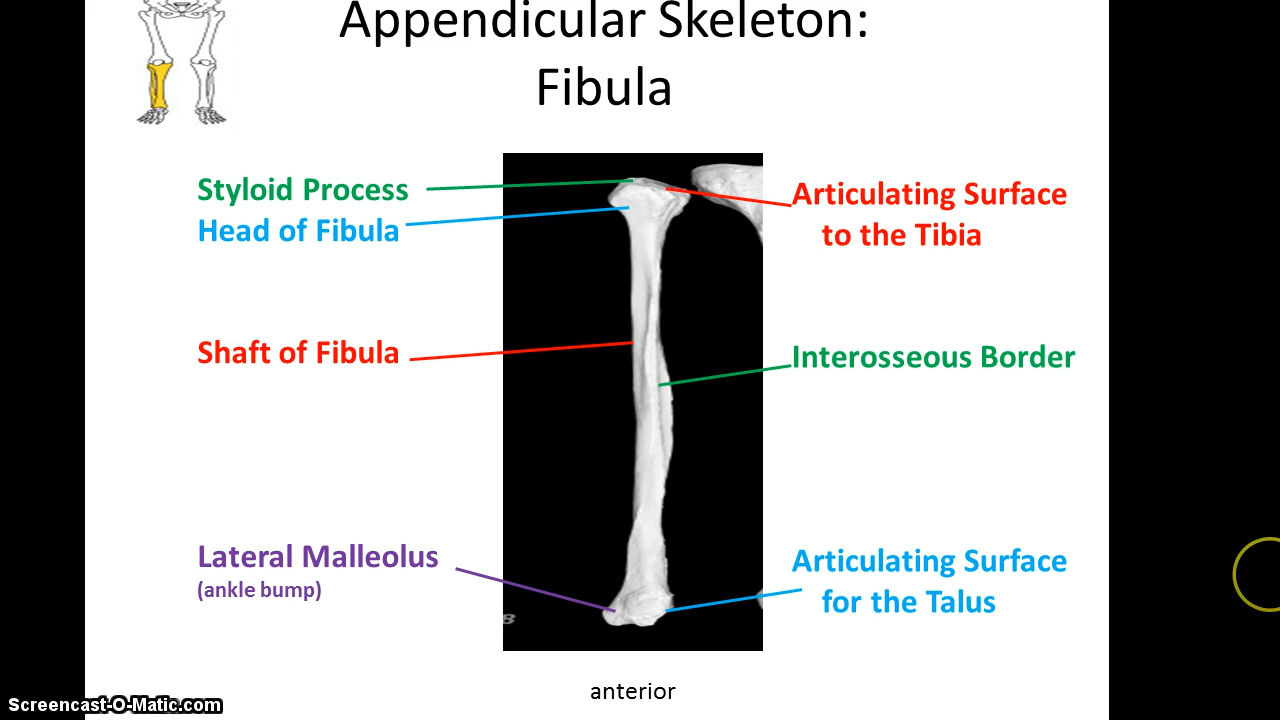 Appendicular Skeleton:
Fibula
Styloid Process
Head of Fibula
Articulating Surface
to the Tibia
Shaft of Fibula
Interosseous Border
Lateral Malleolus
(ankle bump)
Articulating Surface
for the Talus
8
anterior
Screencast-O-Matic.com